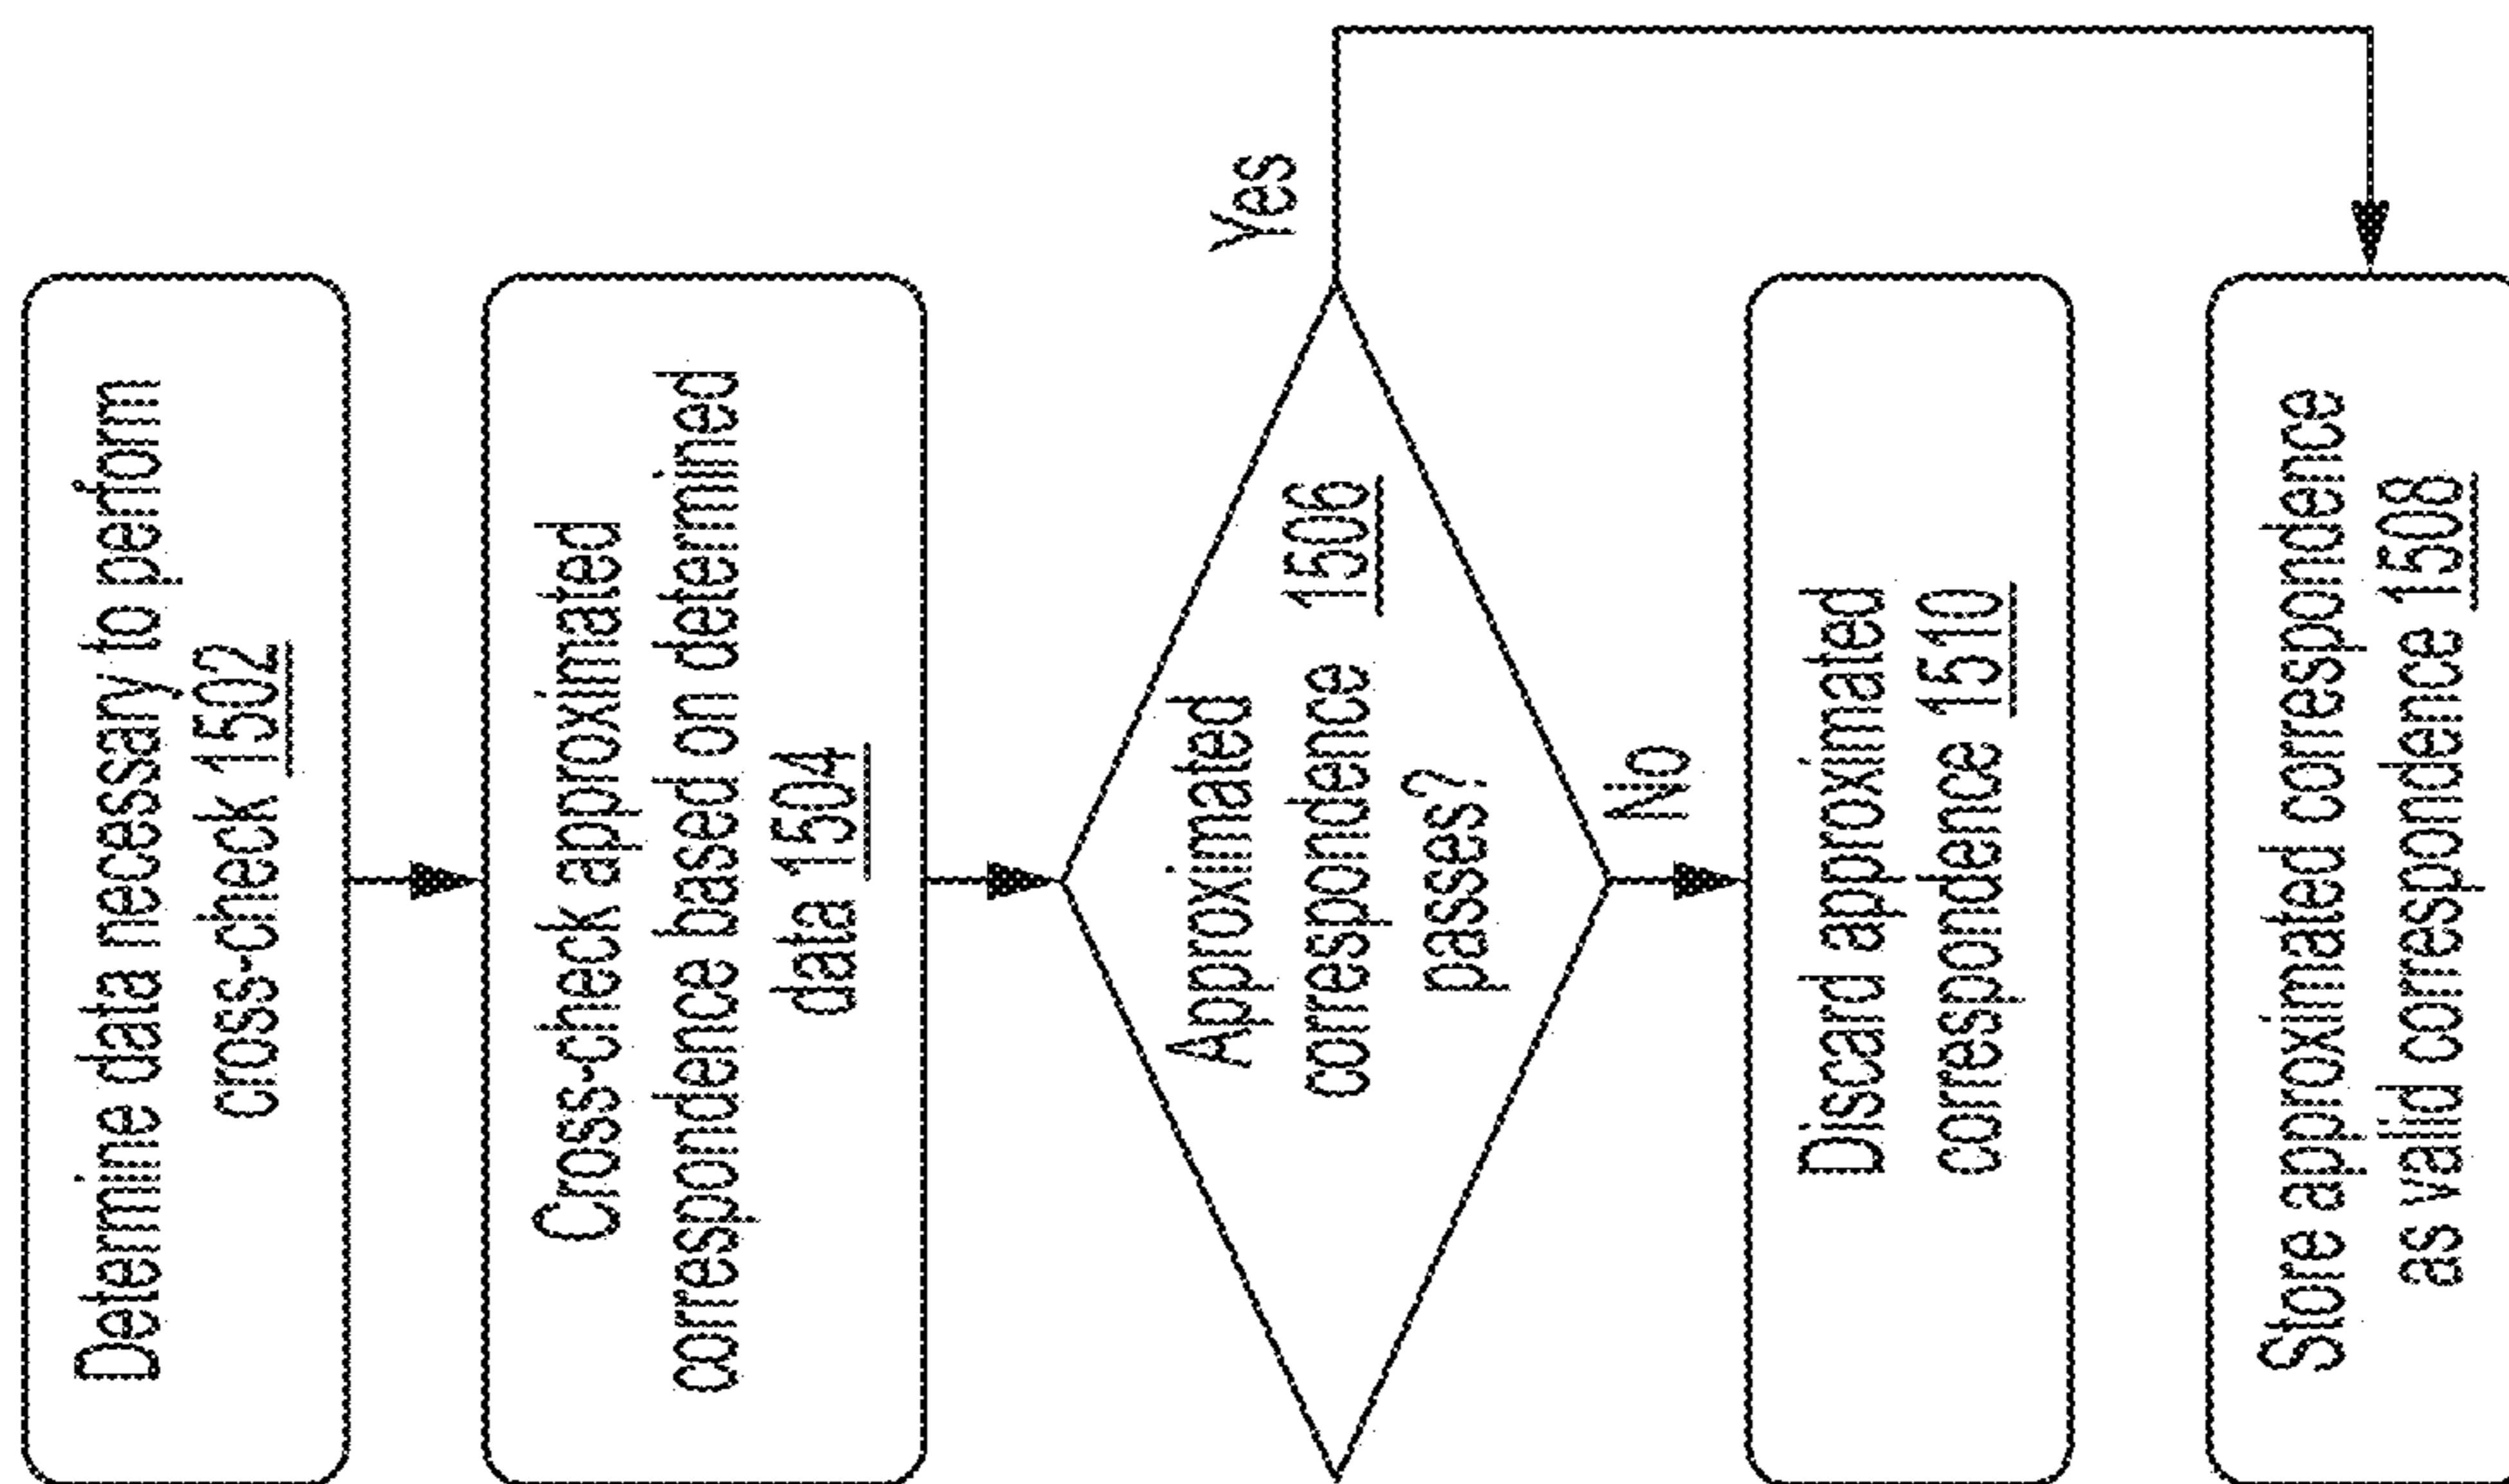 Determine data necessary to perform
cross-check 1502
Cross-check approximated
correspondence based on determined
data 1504
Approximated
correspondence 1506
passes?
Yes
No
Discard approximated
correspondence 1510
Store approximated correspondence
as valid correspondence 1508